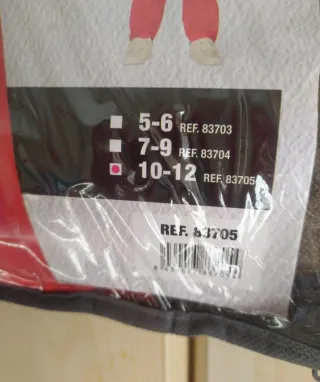 5-6 REF. 83703
7-9 REF. 83704
10-12 REF. 83705
REF. 83705